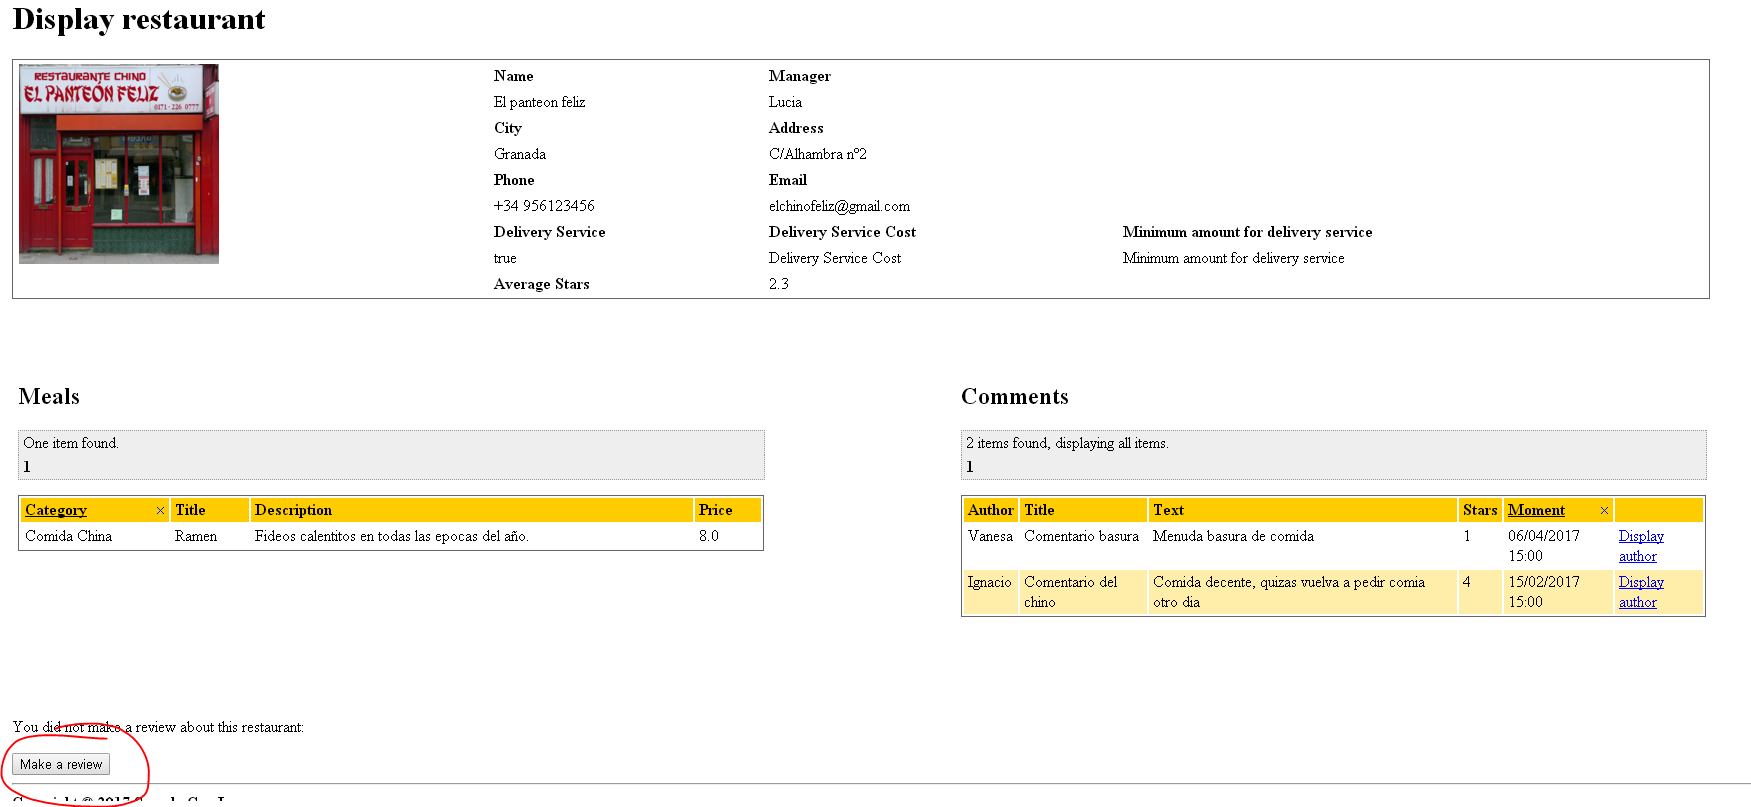 Display restaurant
RESTAURANTE CHINO
EL PANTEÓN FELIZ
0171-226 0777
Name Manager
El panteon feliz Lucia
City Address
Granada C/Alhambra nº2
Phone Email
+34 956123456 elchinofeliz@gmail.com
Delivery Service Delivery Service Cost Minimum amount for delivery service
true Delivery Service Cost Minimum amount for delivery service
Average Stars 2.3
Meals
One item found.
1
Category Title Description Price
Comida China Ramen Fideos calentitos en todas las epocas del año. 8.0
Comments
2 items found, displaying all items.
1
Author Title Text Stars Moment
Vanesa Comentario basura Menuda basura de comida 1 06/04/2017 Display
15:00 author
Ignacio Comentario del Comida decente, quizas vuelva a pedir comia 4 15/02/2017 Display
chino otro dia 15:00 author
You did not make a review about this restaurant:
Make a review